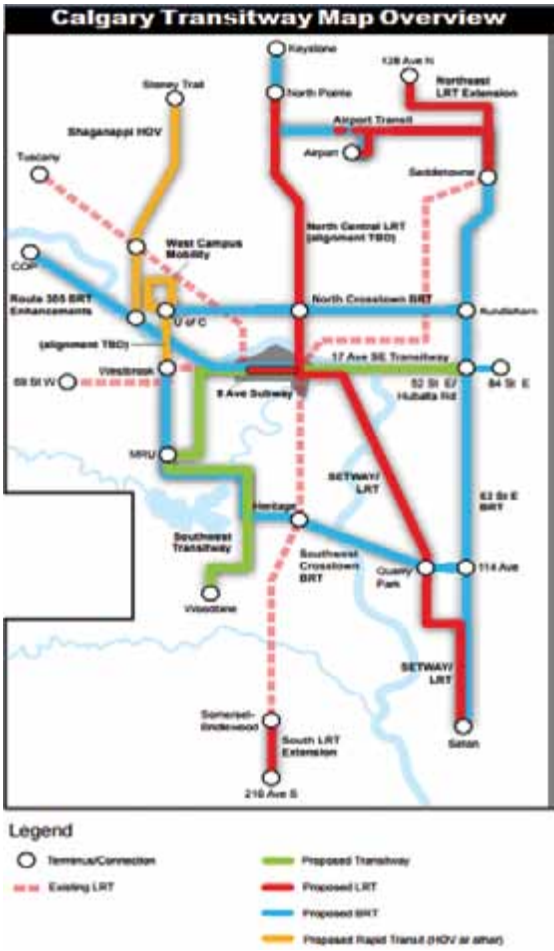 Calgary Transitway Map Overview
Keystone
128 Ave N
Stoney Trail
North Pointe
Northeast
LRT Extension
Airport Transit
Shaganappi HOV
Airport
Tuscany
Saddletowne
North Central LRT
(alignment TBD)
West Campus
Mobility
COP
Route 305 BRT
Enhancements
U of C
North Crosstown BRT
Rundlehorn
(alignment TBD)
17 Ave SE Transitway
Westbrook
69 St W
8 Ave Subway
52 St E/
Hubalta Rd
84 St E
MRU
SETWAY/
LRT
52 St E
BRT
Heritage
Southwest
Transitway
Southwest
Crosstown
BRT
Quarry
Park
114 Ave
Woodbine
SETWAY/
LRT
Somerset-
Bridlewood
South LRT
Extension
Seton
210 Ave S
Legend
Terminus/Connection
Existing LRT
Proposed Transitway
Proposed LRT
Proposed BRT
Proposed Rapid Transit (HOV or other)